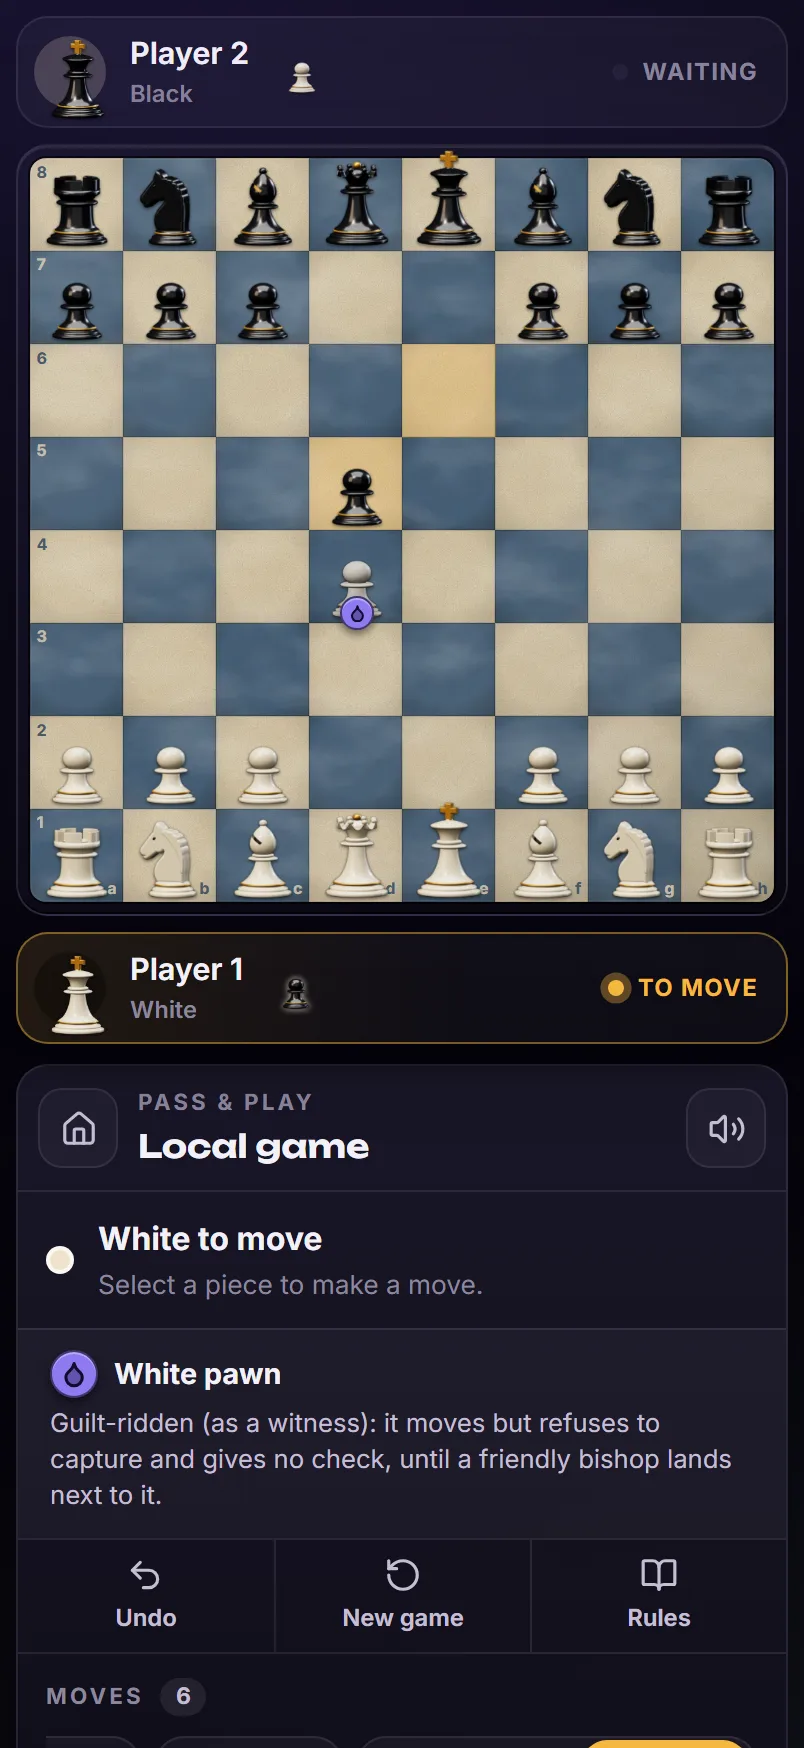 Player 2
Black
WAITING
8
7
6
5
4
3
2
1
a b c d e f g h
Player 1
White
TO MOVE
PASS & PLAY
Local game
White to move
Select a piece to make a move.
White pawn
Guilt-ridden (as a witness): it moves but refuses to
capture and gives no check, until a friendly bishop lands
next to it.
Undo
New game
Rules
MOVES 6